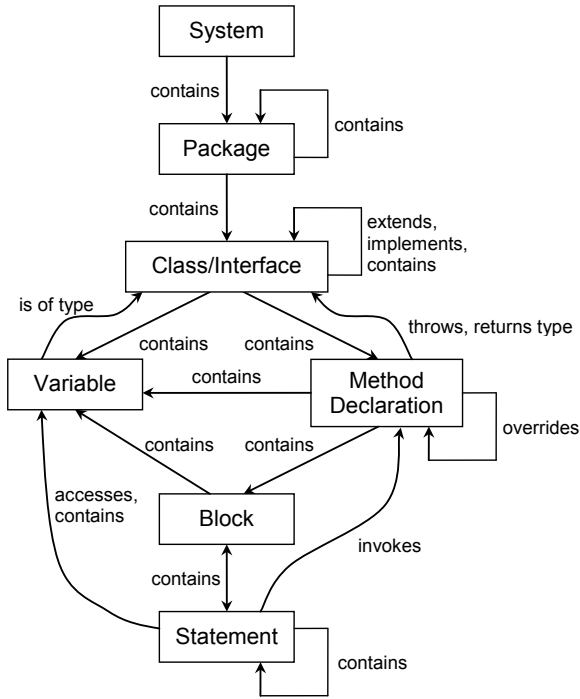 System
contains
contains
Package
contains
extends,
implements,
contains
Class/Interface
is of type
throws, returns type
contains
contains
Variable
contains
Method
Declaration
overrides
contains
contains
accesses,
contains
Block
invokes
contains
Statement
contains